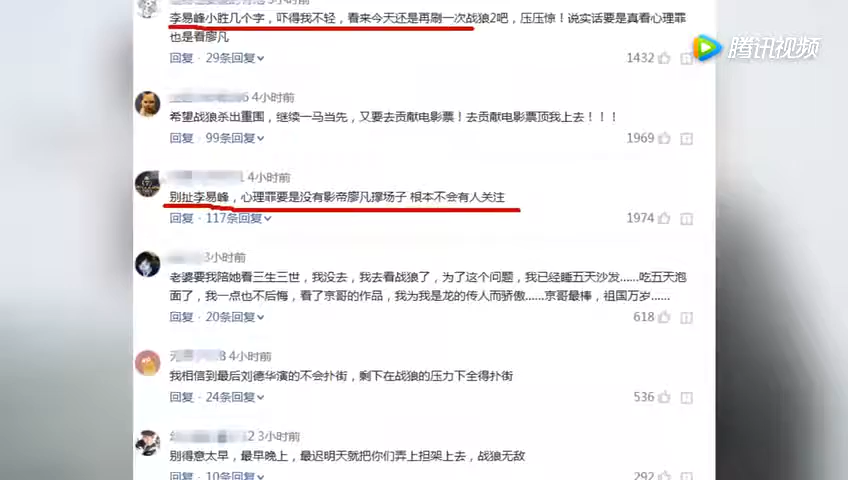 李易峰小胜几个字，吓得我不轻，看来今天还是再刷一次战狼2吧，压压惊！说实话要是真看心理罪
也是看廖凡
回复 · 29条回复
1432
腾讯视频
4小时前
希望战狼杀出重围，继续一马当先，又要去贡献电影票！去贡献电影票顶我上去！！！
回复 · 99条回复
1969
4小时前
别扯李易峰，心理罪要是没有影帝廖凡撑场子 根本不会有人关注
回复 · 117条回复
1974
3小时前
老婆要我陪她看三生三世，我没去，我去看战狼了，为了这个问题，我已经睡五天沙发......吃五天泡
面了，我一点也不后悔，看了京哥的作品，我为我是龙的传人而骄傲......京哥最棒，祖国万岁......
回复 · 20条回复
618
4小时前
我相信到最后刘德华演的不会扑街，剩下在战狼的压力下全得扑街
回复 · 24条回复
536
2 3小时前
别得意太早，最早晚上，最迟明天就把你们弄上担架上去，战狼无敌
回复 · 10条回复
292